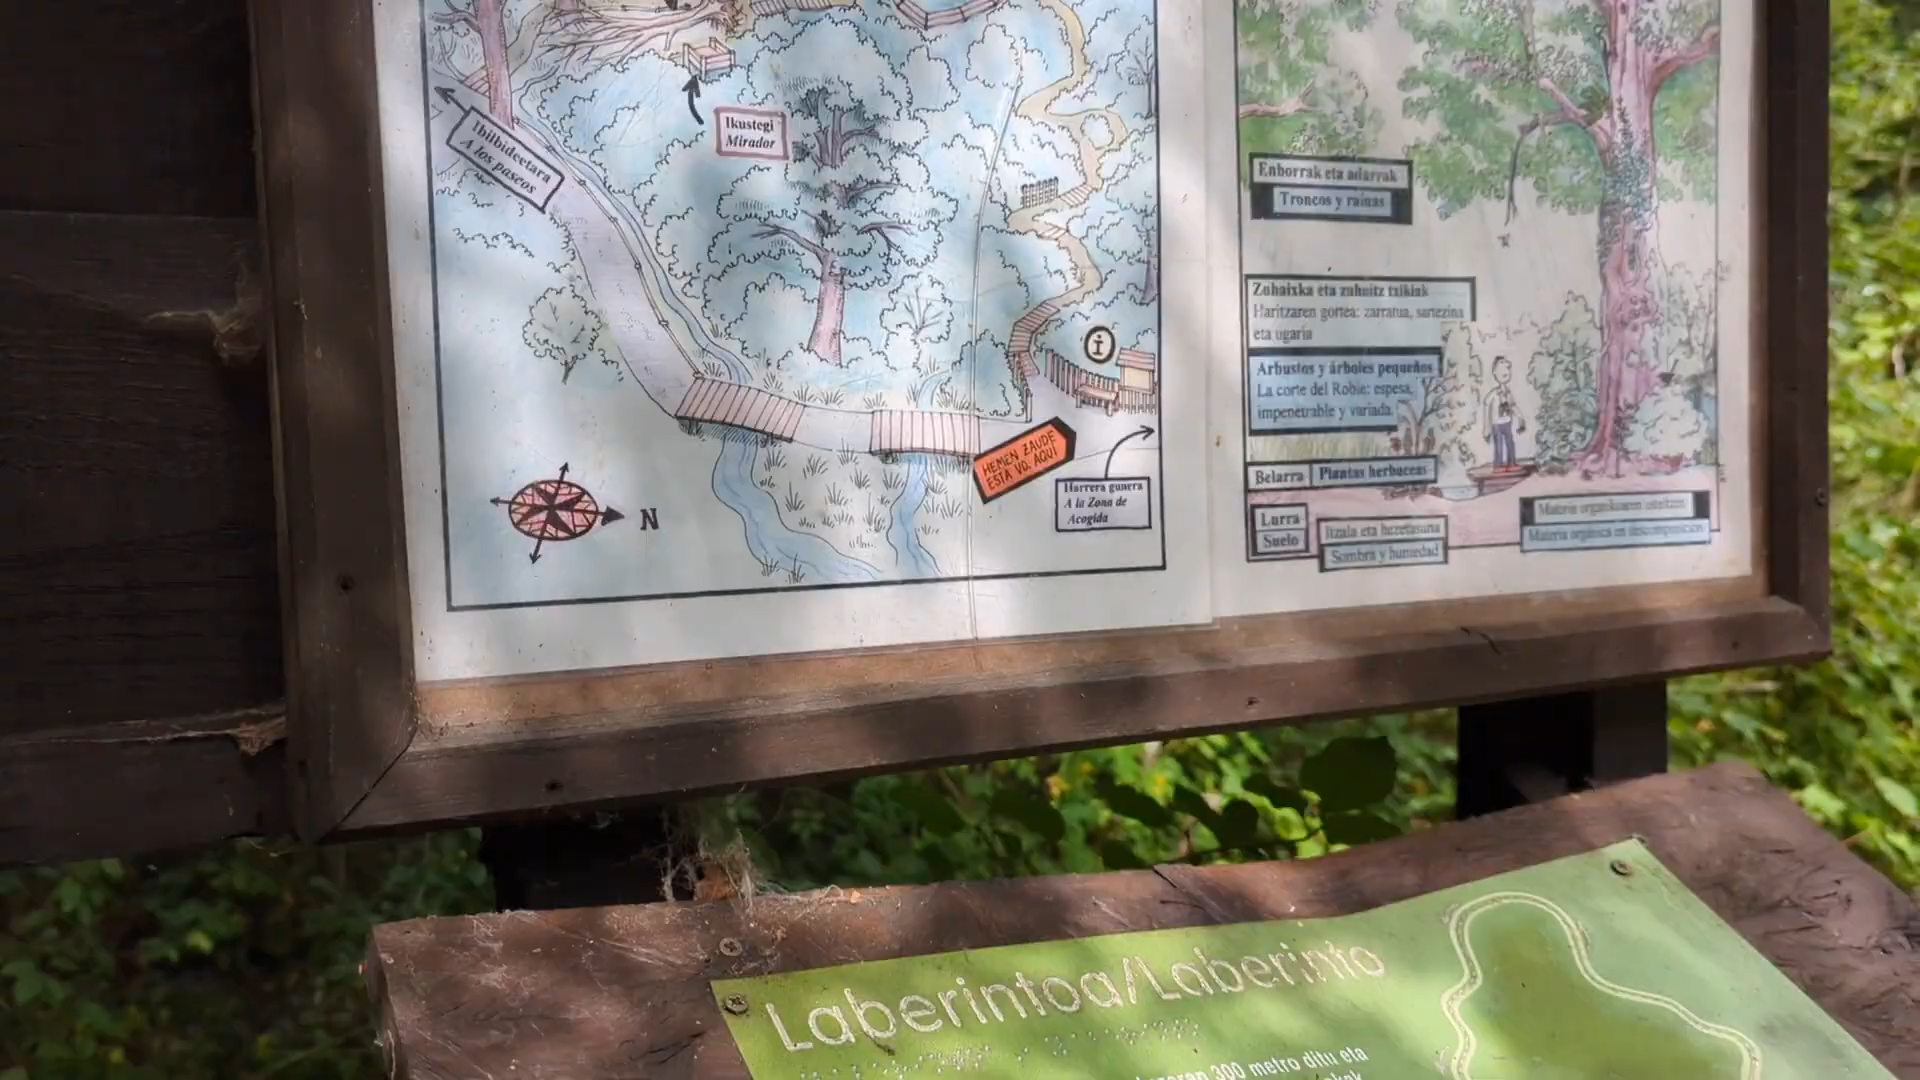 Ikustegi
Mirador
Ibilbideetara
A los paseos
HEMEN ZAUDE
ESTÁ VD. AQUÍ
i
Harrera gunera
A la Zona de
Acogida
N
Enborrak eta adarrak
Troncos y ramas
Zuhaixka eta zuhaitz txikiak
Haritzaren gortea: zarratua, sartezina
eta ugaria
Arbustos y árboles pequeños
La corte del Roble: espesa,
impenetrable y variada.
Belarra
Plantas herbáceas
Lurra
Suelo
Itzala eta hezetasuna
Sombra y humedad
Materia organikoaren
Materia orgánica en descomposición
Laberintoa/Laberinto
300 metro ditu eta